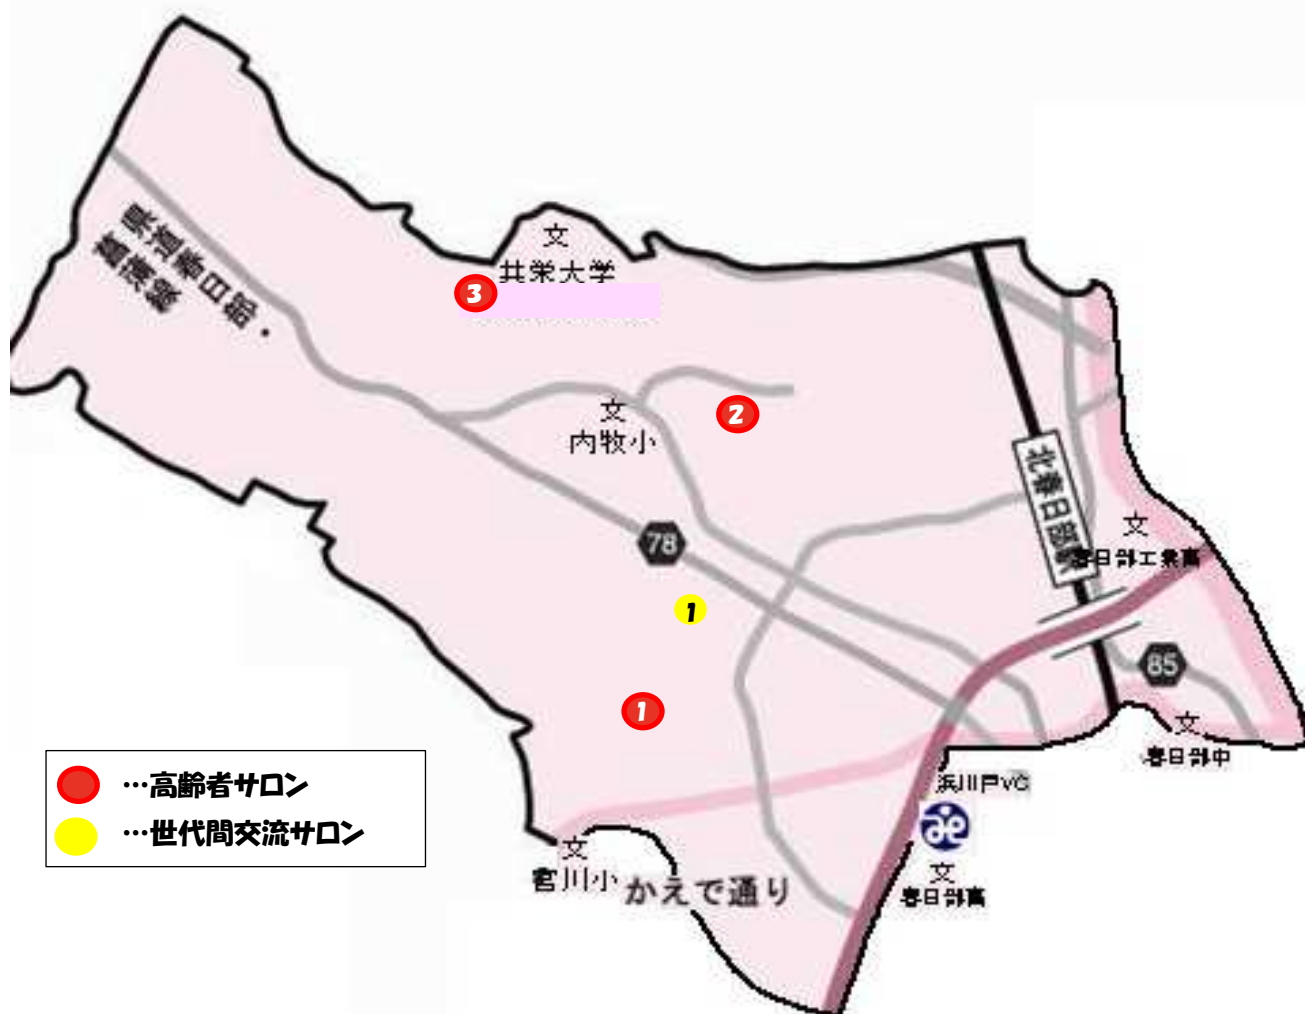 文
共栄大学
3
県道春日部・
菖蒲線
2
文
内牧小
北春日部駅
文
春日部工業高
78
1
85
1
文
春日部中
…高齢者サロン
…世代間交流サロン
浜川戸VG
文
宮川小
かえで通り
文
春日部高